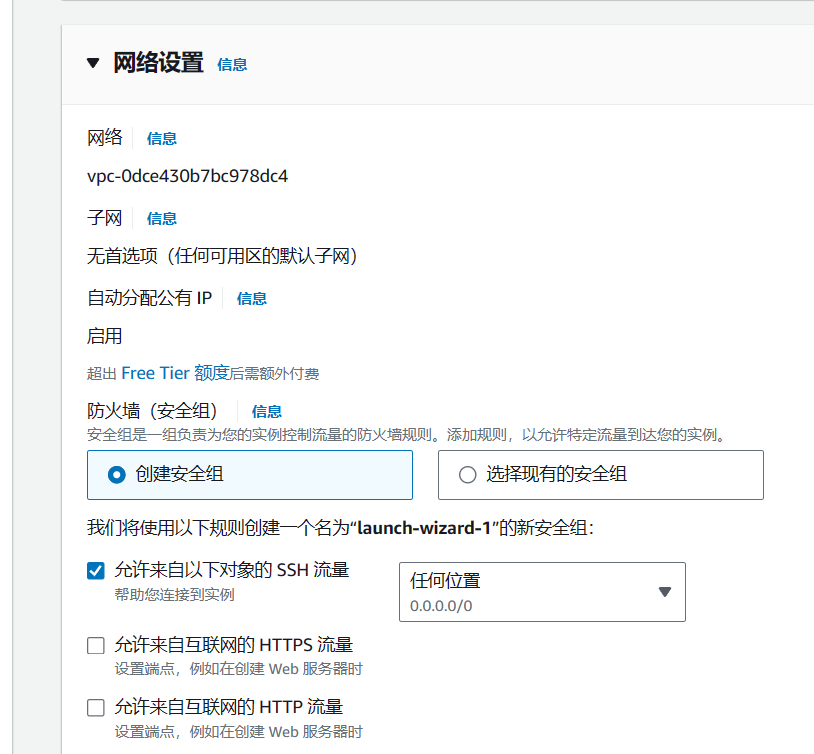 网络设置 信息
网络 信息
vpc-0dce430b7bc978dc4
子网 信息
无首选项（任何可用区的默认子网）
自动分配公有 IP 信息
启用
超出 Free Tier 额度后需额外付费
防火墙（安全组） 信息
安全组是一组负责为您的实例控制流量的防火墙规则。添加规则，以允许特定流量到达您的实例。
创建安全组 选择现有的安全组
我们将使用以下规则创建一个名为“launch-wizard-1”的新安全组：
允许来自以下对象的 SSH 流量 任何位置
帮助您连接到实例 0.0.0.0/0
允许来自互联网的 HTTPS 流量
设置端点，例如在创建 Web 服务器时
允许来自互联网的 HTTP 流量
设置端点，例如在创建 Web 服务器时